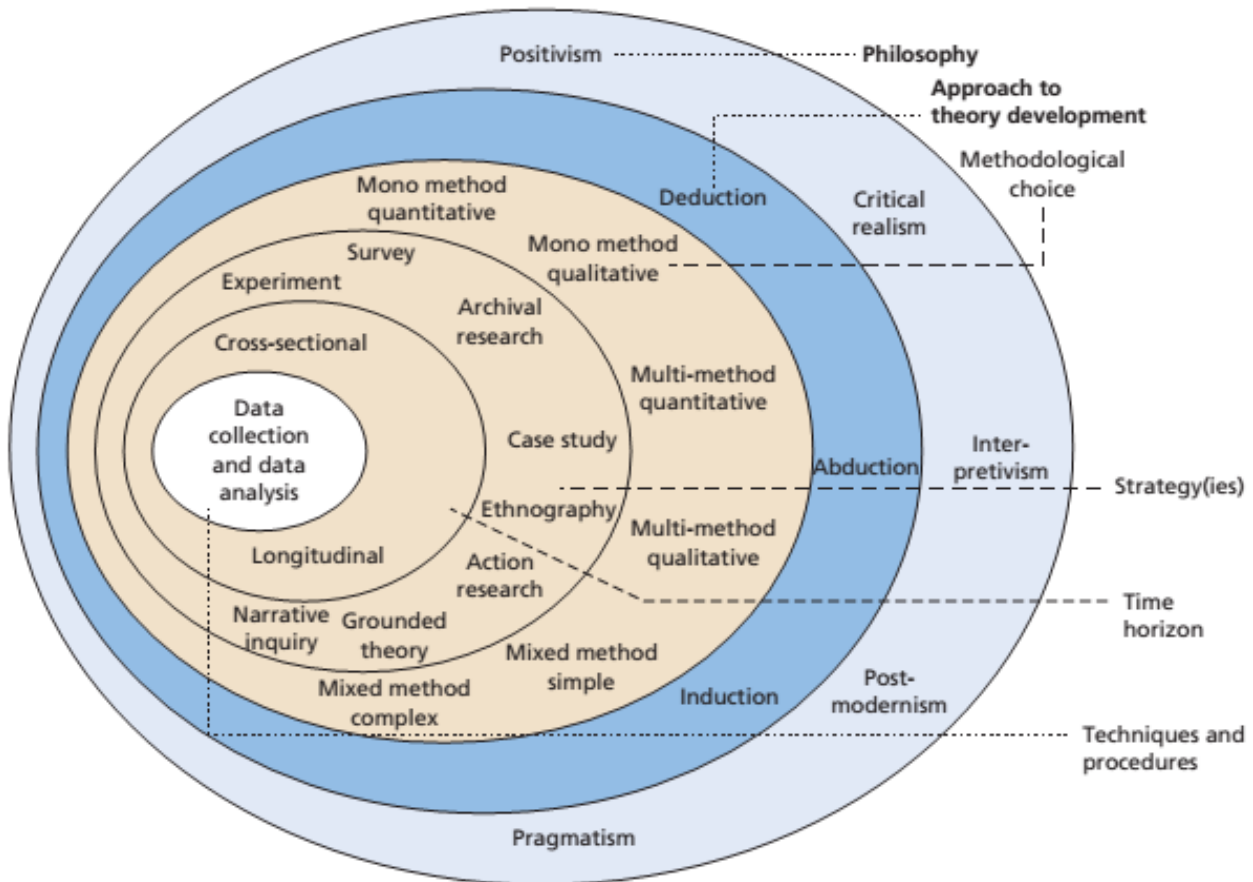 Positivism
Philosophy
Approach to
theory development
Methodological
choice
Mono method
quantitative
Deduction
Critical
realism
Survey
Mono method
qualitative
Experiment
Archival
research
Cross-sectional
Multi-method
quantitative
Data
collection
and data
analysis
Case study
Abduction
Inter-
pretivism
Strategy(ies)
Ethnography
Multi-method
qualitative
Longitudinal
Action
research
Time
horizon
Narrative
inquiry
Grounded
theory
Mixed method
simple
Mixed method
complex
Induction
Post-
modernism
Techniques and
procedures
Pragmatism